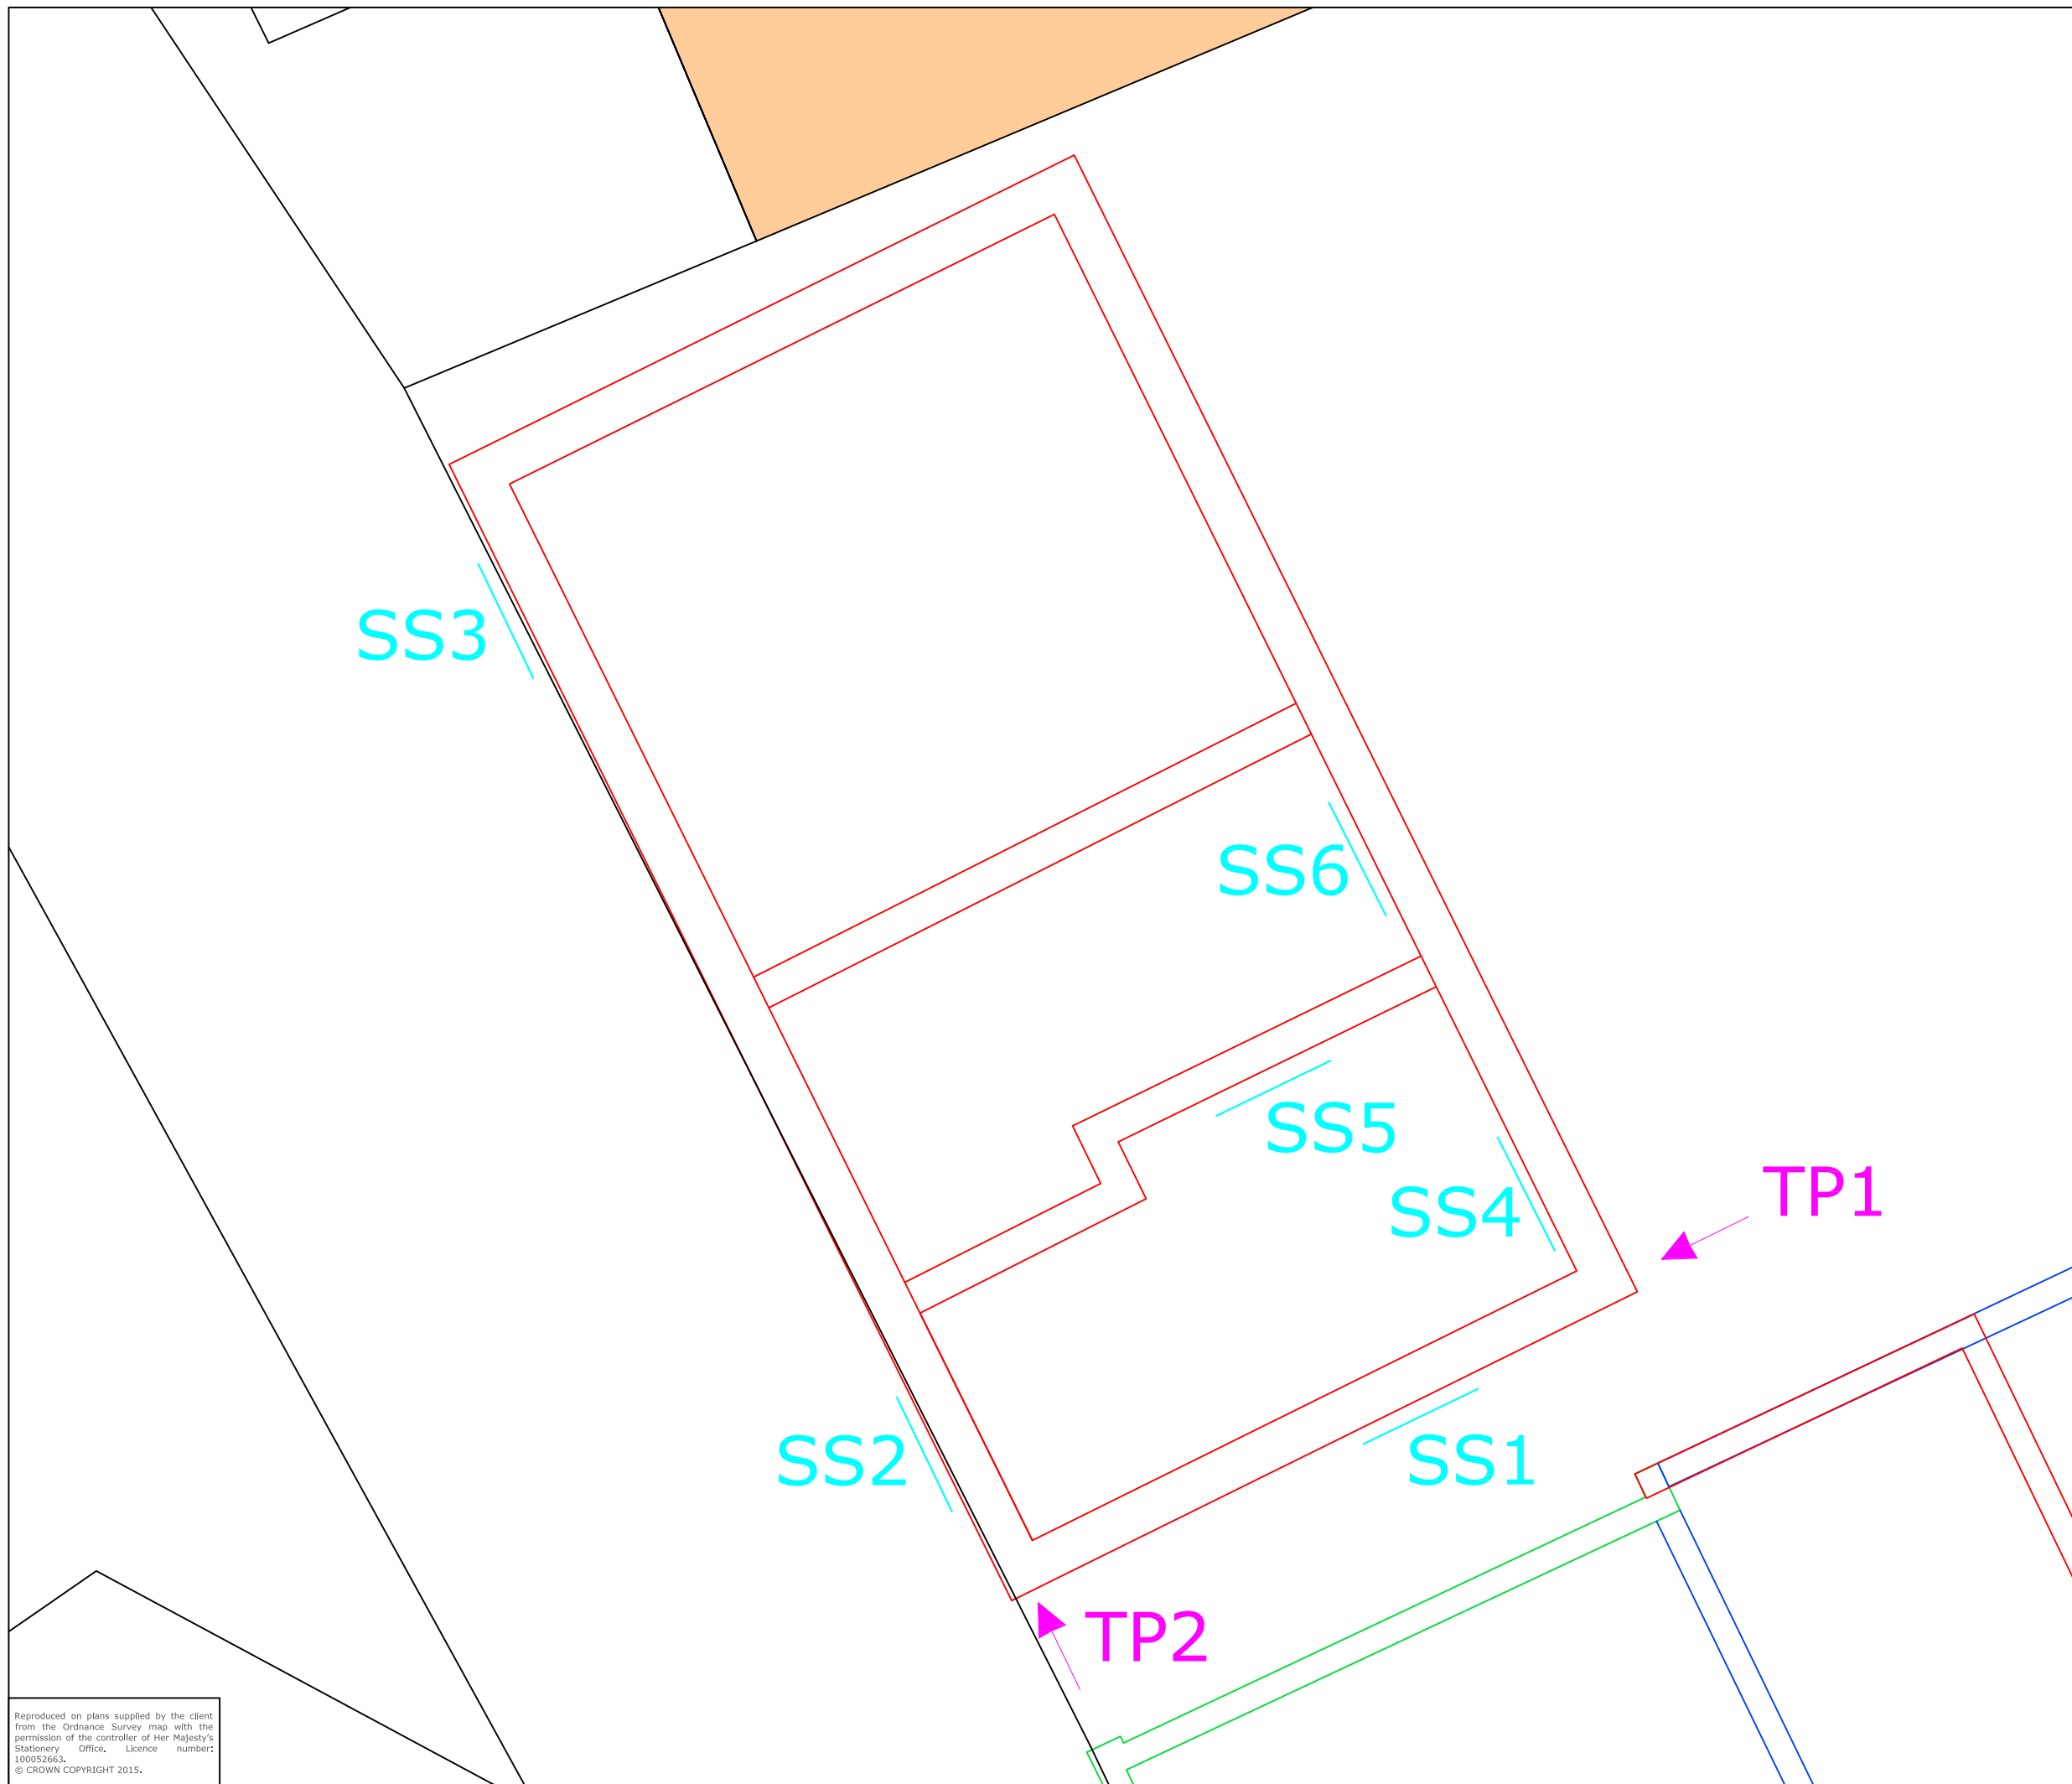 SS3
SS6
SS5
TP1
SS4
SS2
SS1
TP2
Reproduced on plans supplied by the client
from the Ordnance Survey map with the
permission of the controller of Her Majesty's
Stationery Office. Licence number:
100052663.
© CROWN COPYRIGHT 2015.